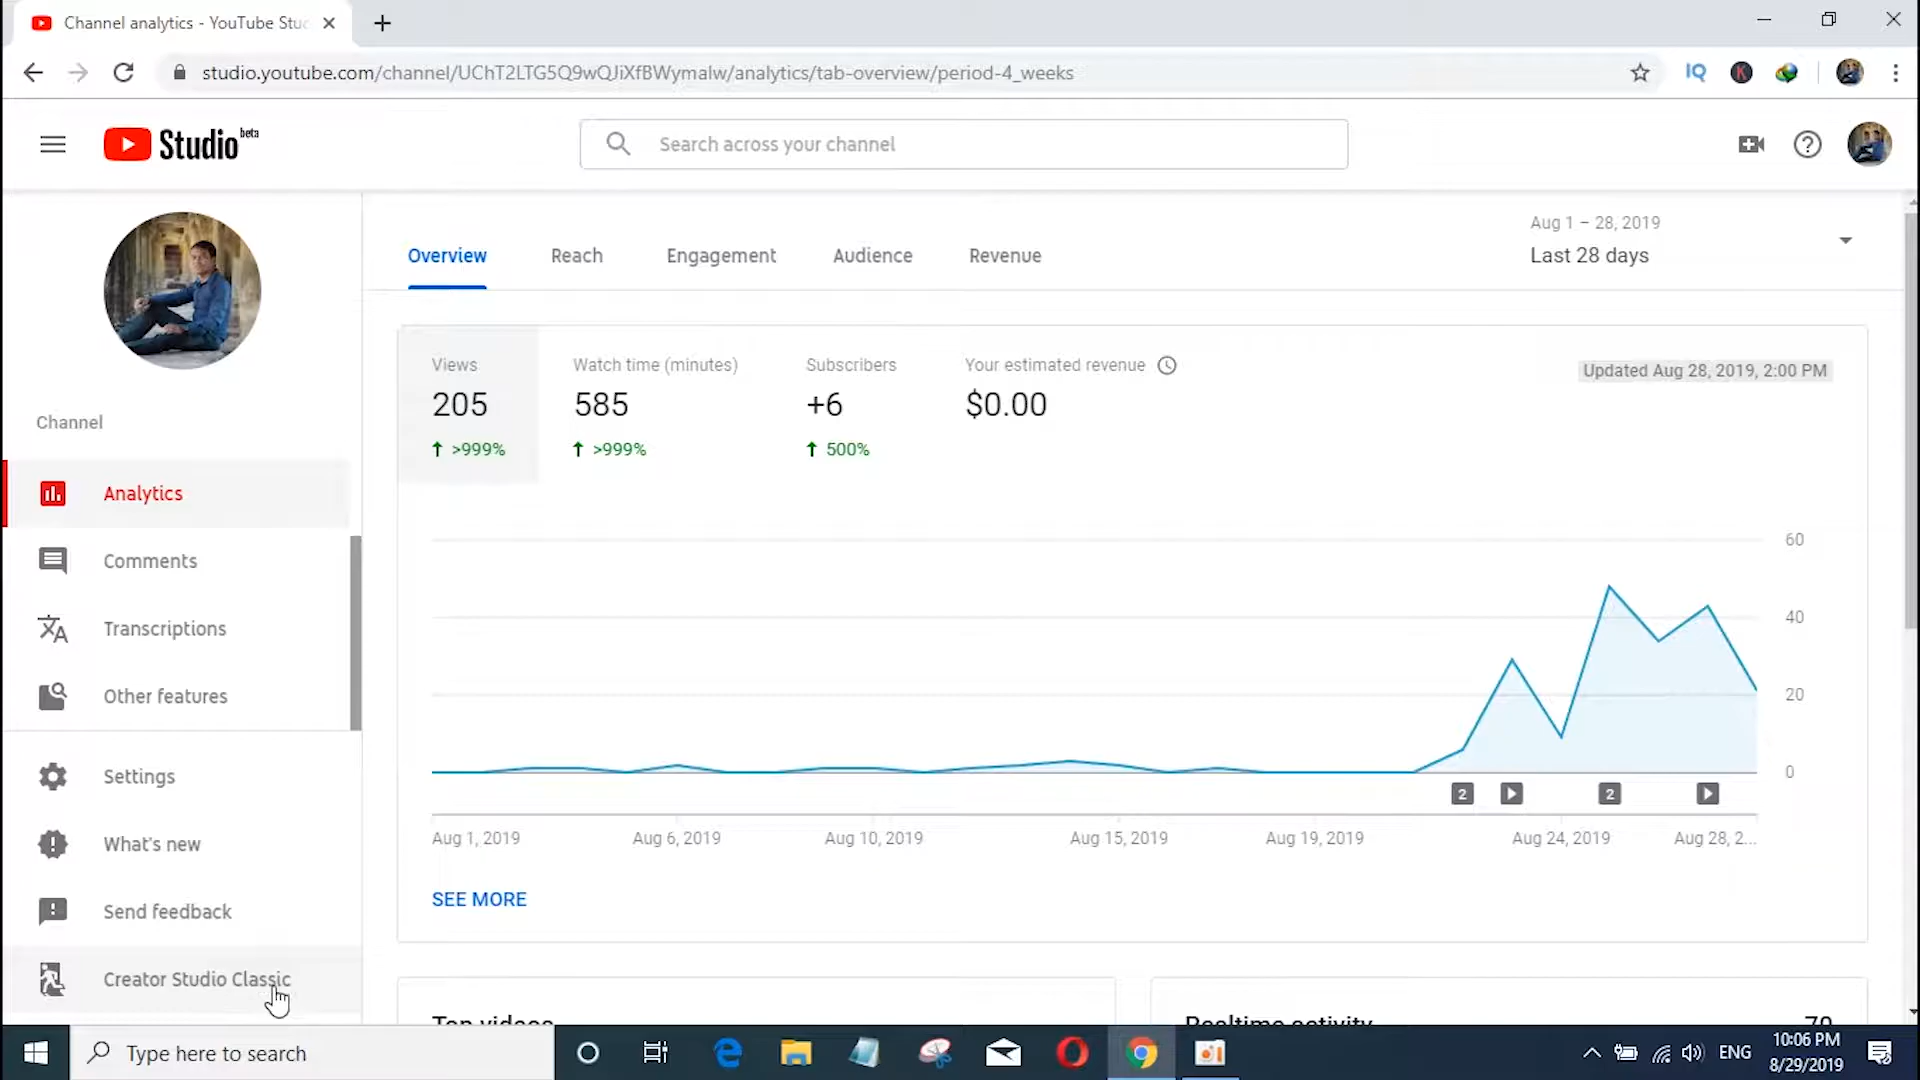 Channel analytics - YouTube Stud
studio.youtube.com/channel/UChT2LTG5Q9wQJiXfBWymalw/analytics/tab-overview/period-4_weeks
IQ
K
Studio beta
Search across your channel
Overview
Reach
Engagement
Audience
Revenue
Aug 1 – 28, 2019
Last 28 days
Channel
Analytics
Comments
Transcriptions
Other features
Settings
What's new
Send feedback
Creator Studio Classic
Views
205
>999%
Watch time (minutes)
585
>999%
Subscribers
+6
500%
Your estimated revenue
$0.00
Updated Aug 28, 2019, 2:00 PM
60
40
20
0
2
2
Aug 1, 2019
Aug 6, 2019
Aug 10, 2019
Aug 15, 2019
Aug 19, 2019
Aug 24, 2019
Aug 28, 2...
SEE MORE
Top videos
Realtime activity
Type here to search
ENG
10:06 PM
8/29/2019